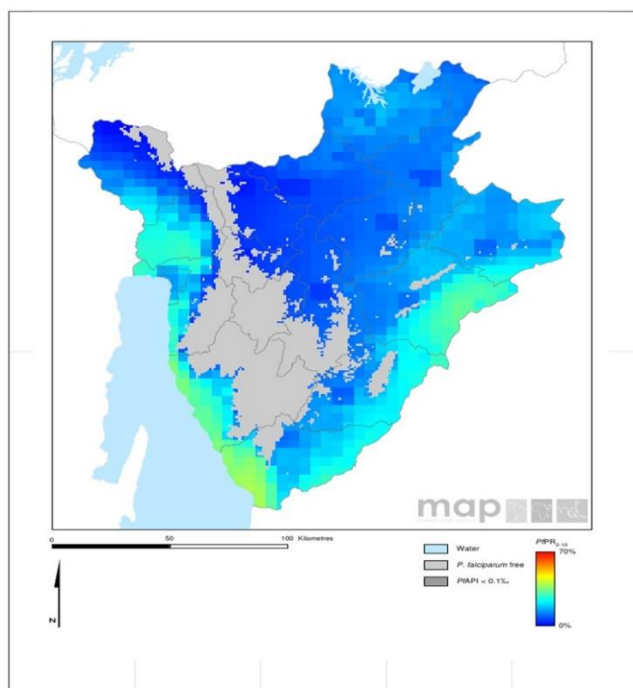 map
0 50 100 Kilometres
Water
P. falciparum free
PfAPI < 0.1‰
PfPR2-10
70%
0%
N